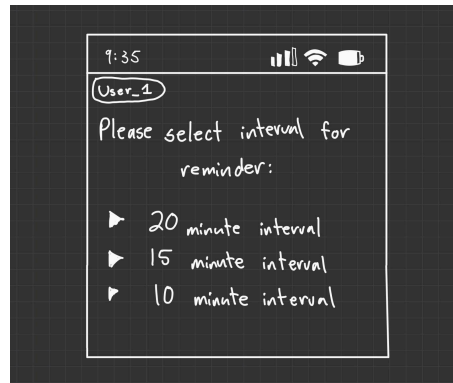 9:35
User_1
Please select interval for
reminder:
20 minute interval
15 minute interval
10 minute interval